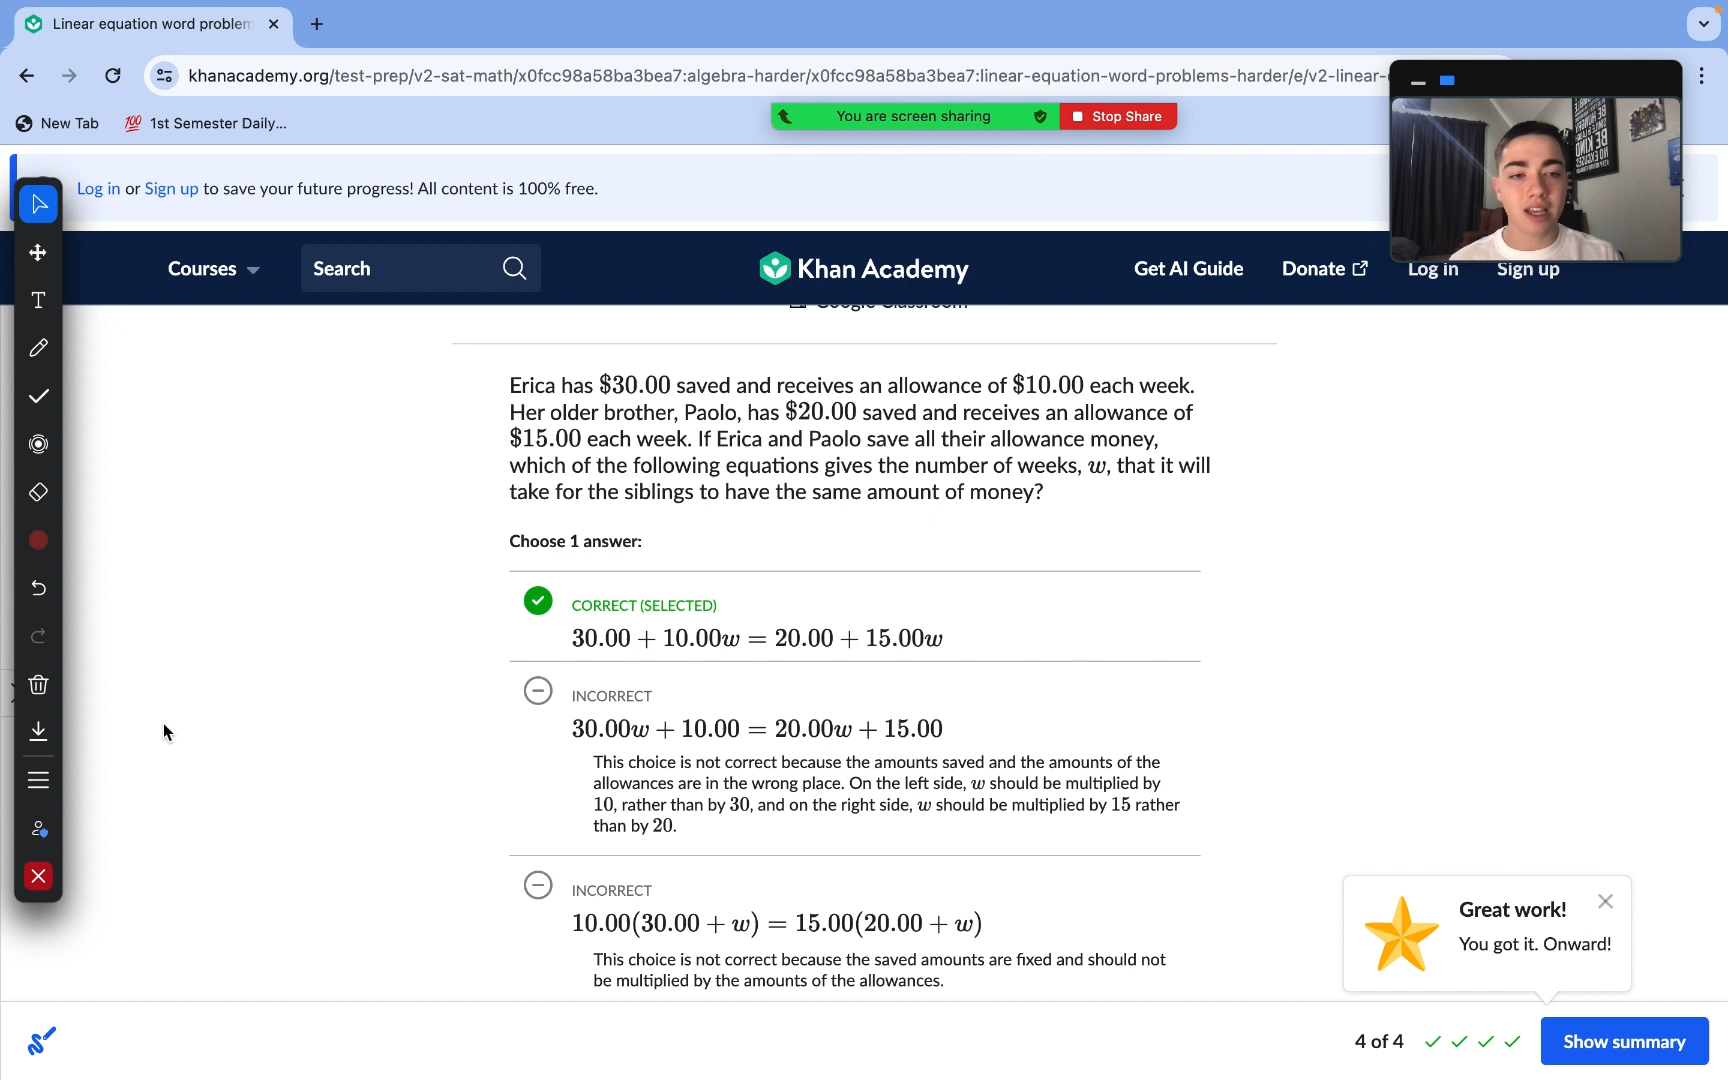 Linear equation word problem
khanacademy.org/test-prep/v2-sat-math/x0fcc98a58ba3bea7:algebra-harder/x0fcc98a58ba3bea7:linear-equation-word-problems-harder/e/v2-linear-
New Tab
1st Semester Daily...
You are screen sharing
Stop Share
Log in or Sign up to save your future progress! All content is 100% free.
Courses
Search
Khan Academy
Get AI Guide
Donate
Log in
Sign up
Google Classroom
Erica has $30.00 saved and receives an allowance of $10.00 each week.
Her older brother, Paolo, has $20.00 saved and receives an allowance of
$15.00 each week. If Erica and Paolo save all their allowance money,
which of the following equations gives the number of weeks, w, that it will
take for the siblings to have the same amount of money?
Choose 1 answer:
CORRECT (SELECTED)
30.00 + 10.00w = 20.00 + 15.00w
INCORRECT
30.00w + 10.00 = 20.00w + 15.00
This choice is not correct because the amounts saved and the amounts of the
allowances are in the wrong place. On the left side, w should be multiplied by
10, rather than by 30, and on the right side, w should be multiplied by 15 rather
than by 20.
INCORRECT
10.00(30.00 + w) = 15.00(20.00 + w)
This choice is not correct because the saved amounts are fixed and should not
be multiplied by the amounts of the allowances.
Great work!
You got it. Onward!
4 of 4
Show summary